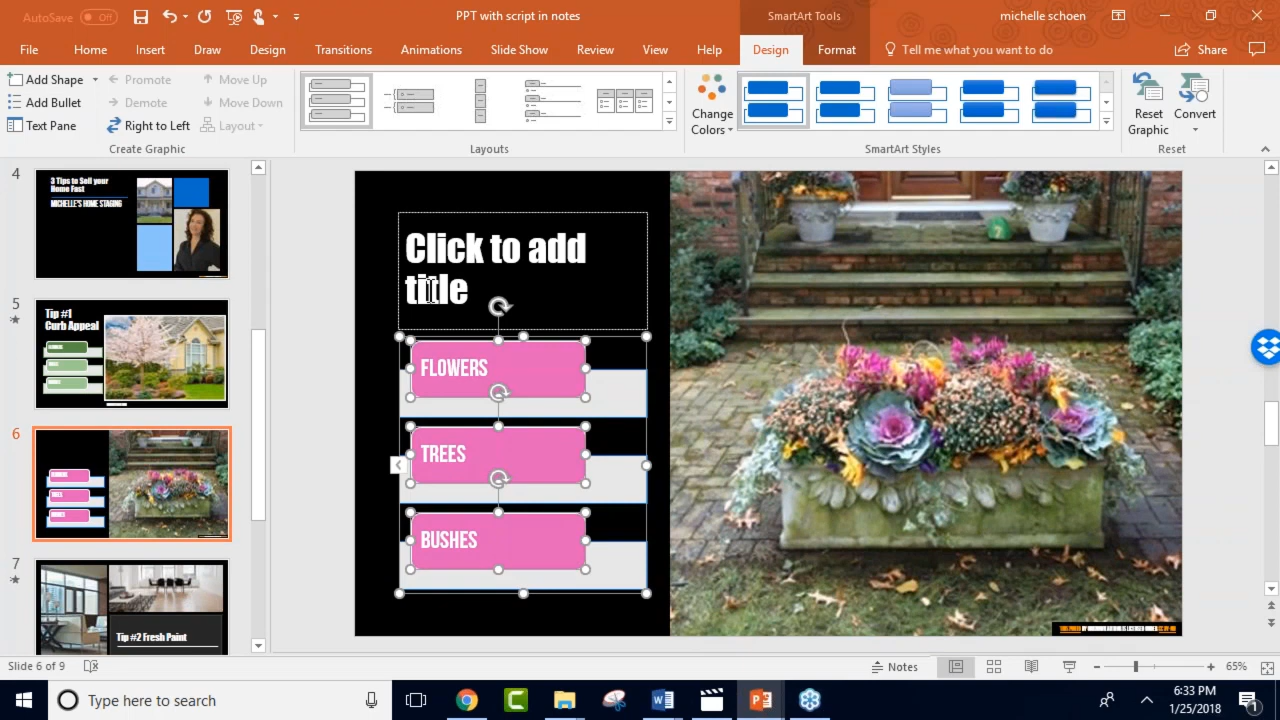 AutoSave Off
PPT with script in notes
SmartArt Tools
michelle schoen
File Home Insert Draw Design Transitions Animations Slide Show Review View Help Design Format Tell me what you want to do Share
Add Shape Promote Move Up
Add Bullet Demote Move Down
Text Pane Right to Left Layout
Create Graphic
Layouts
Change
Colors
SmartArt Styles
Reset
Graphic
Convert
Reset
4
3 Tips to Sell your
Home Fast
MICHELLE'S HOME STAGING
5
Tip #1
Curb Appeal
6
7
Tip #2 Fresh Paint
Click to add
title
FLOWERS
TREES
BUSHES
Slide 6 of 9
Notes
65%
Type here to search
6:33 PM
1/25/2018
1